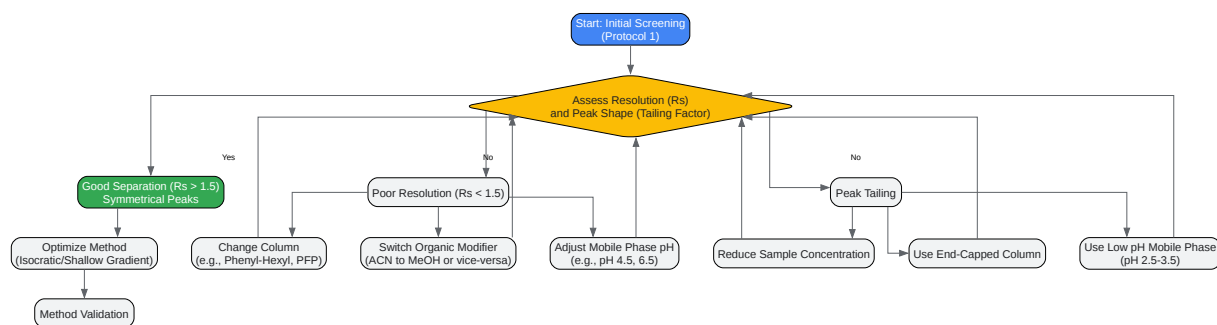 Start: Initial Screening
(Protocol 1)
Assess Resolution (Rs)
and Peak Shape (Tailing Factor)
Yes
No
No
Good Separation (Rs > 1.5)
Symmetrical Peaks
Poor Resolution (Rs < 1.5)
Peak Tailing
Optimize Method
(Isocratic/Shallow Gradient)
Change Column
(e.g., Phenyl-Hexyl, PFP)
Switch Organic Modifier
(ACN to MeOH or vice-versa)
Adjust Mobile Phase pH
(e.g., pH 4.5, 6.5)
Reduce Sample Concentration
Use End-Capped Column
Use Low pH Mobile Phase
(pH 2.5-3.5)
Method Validation